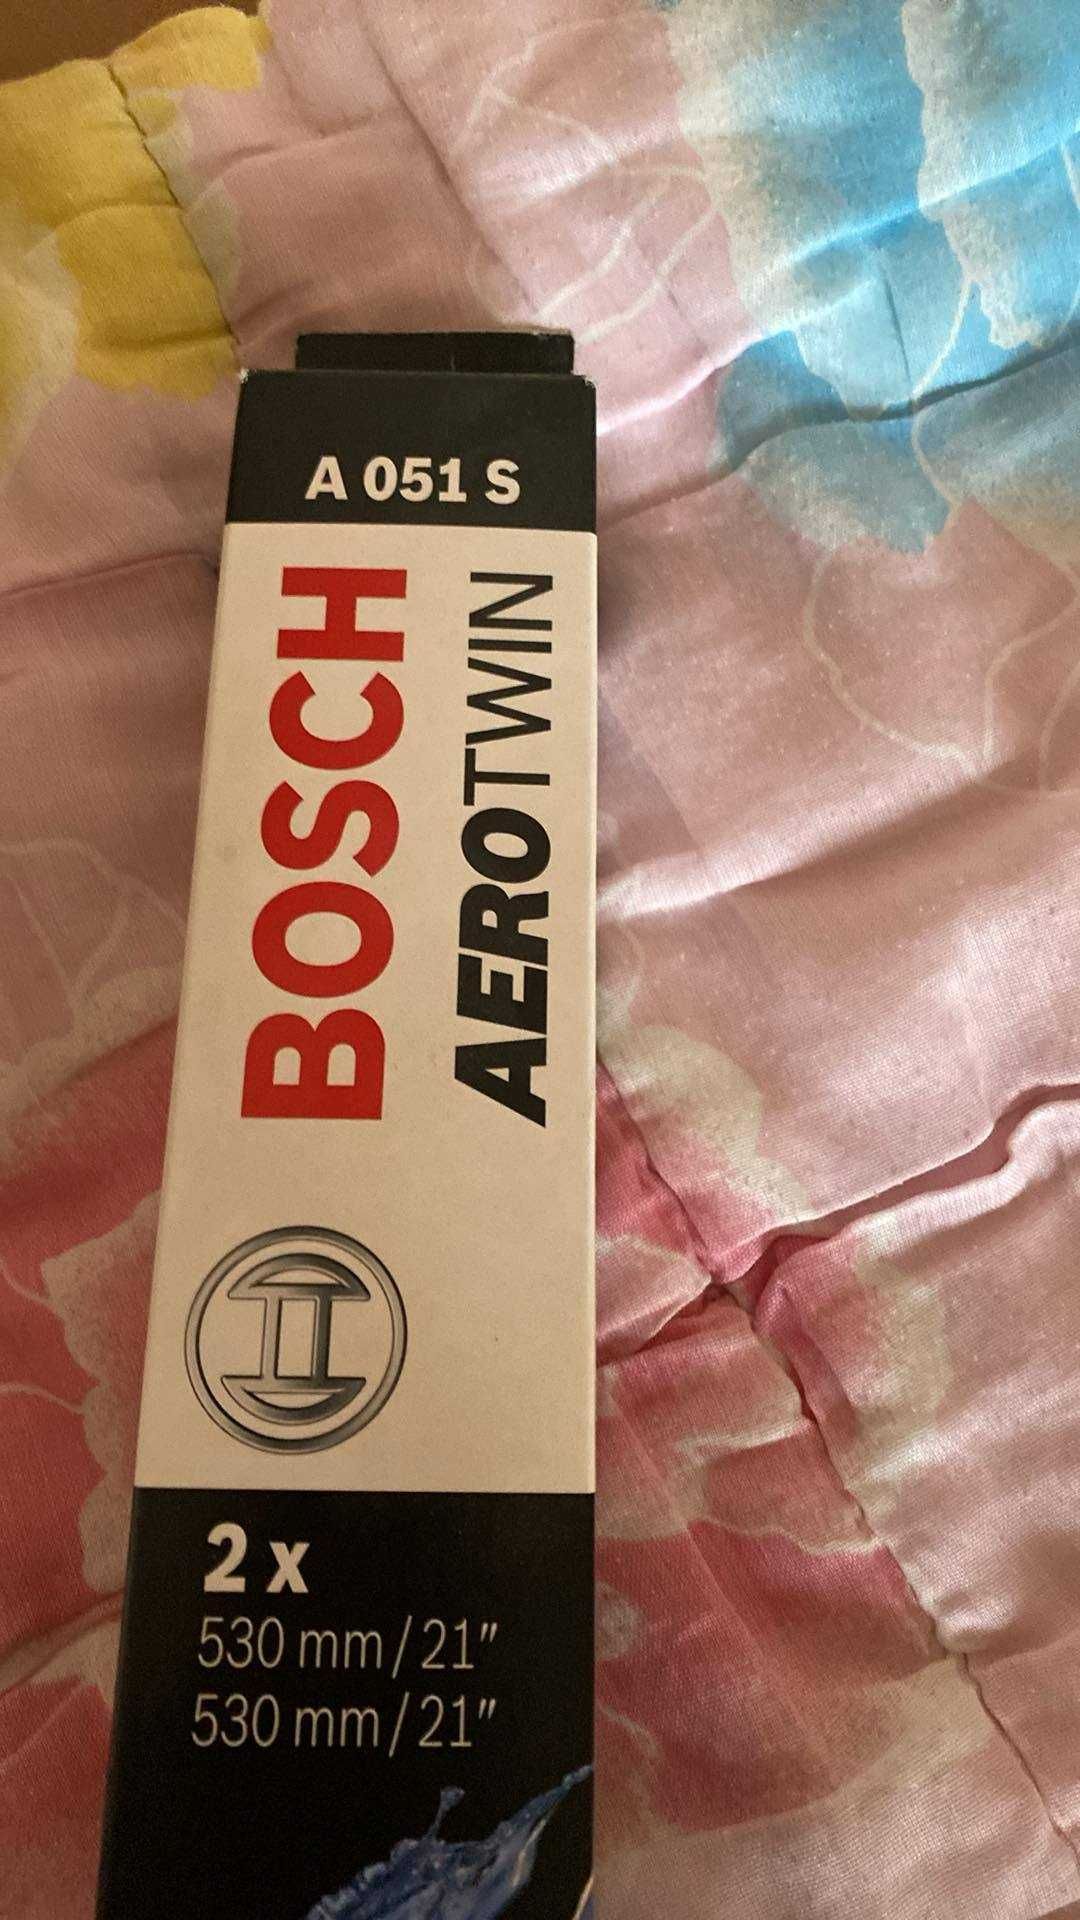 A 051 S
BOSCH
AEROTWIN
2 x
530 mm / 21"
530 mm / 21"